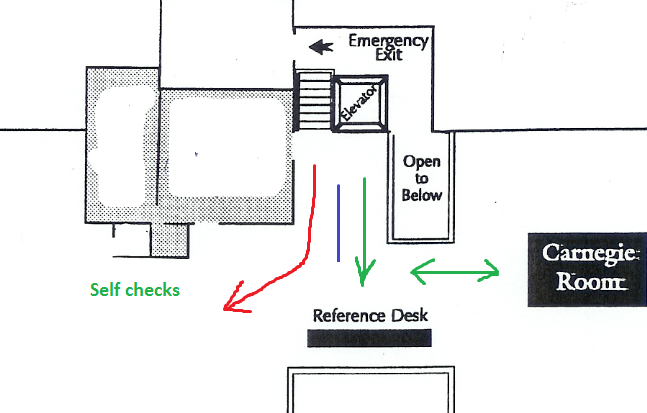 Emergency
Exit
Elevator
Open
to
Below
Carnegie
Room
Self checks
Reference Desk